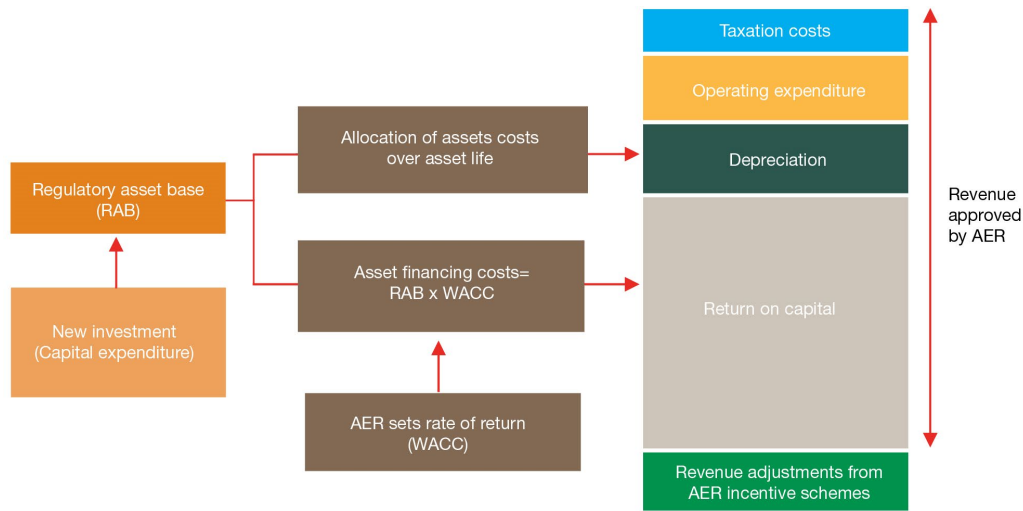 Regulatory asset base
(RAB)
New investment
(Capital expenditure)
Allocation of assets costs
over asset life
Asset financing costs=
RAB x WACC
AER sets rate of return
(WACC)
Taxation costs
Operating expenditure
Depreciation
Return on capital
Revenue adjustments from
AER incentive schemes
Revenue
approved
by AER